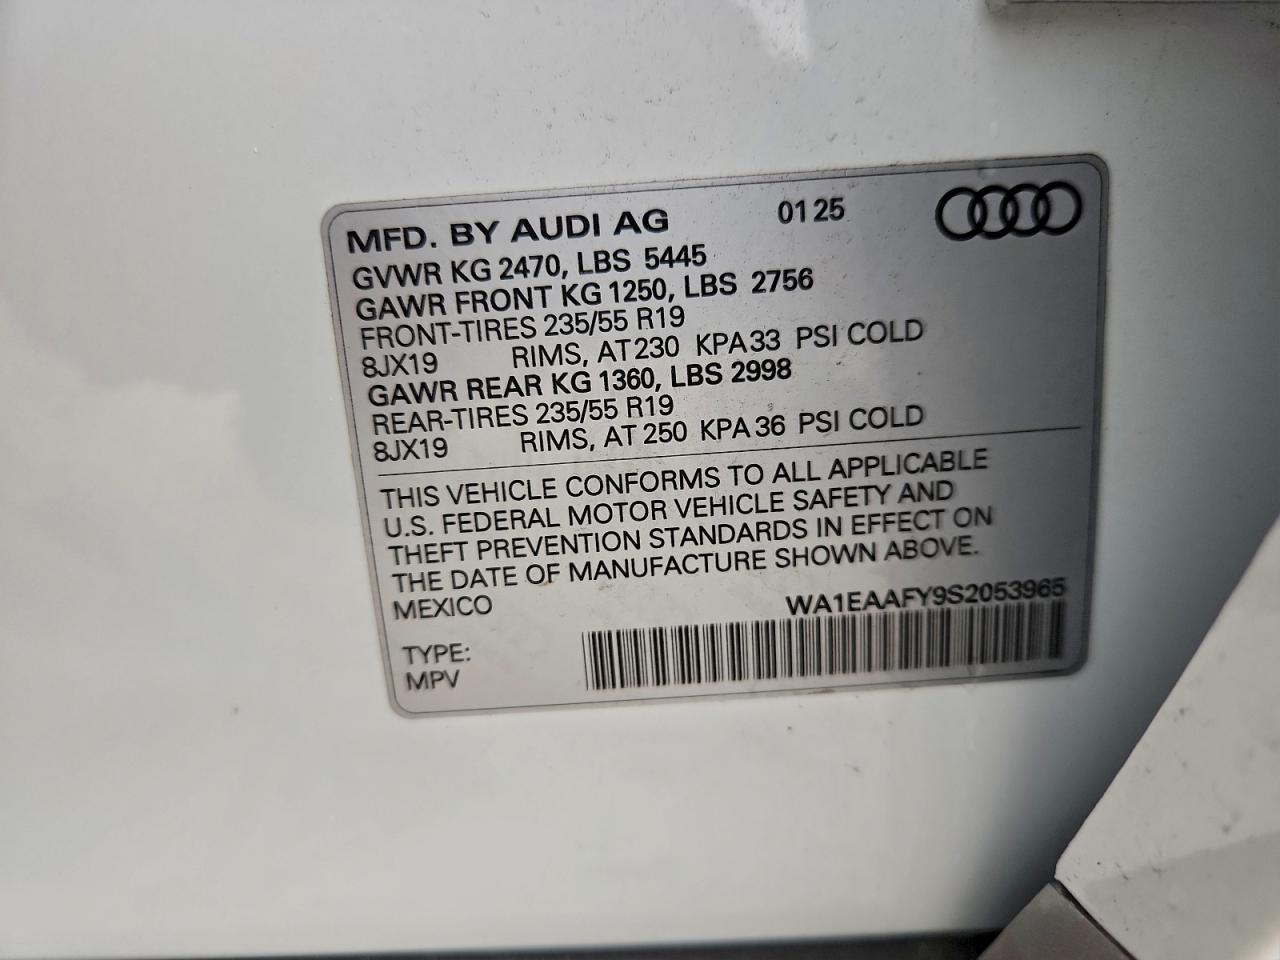 MFD. BY AUDI AG 01 25
GVWR KG 2470, LBS 5445
GAWR FRONT KG 1250, LBS 2756
FRONT-TIRES 235/55 R19
8JX19 RIMS, AT 230 KPA 33 PSI COLD
GAWR REAR KG 1360, LBS 2998
REAR-TIRES 235/55 R19
8JX19 RIMS, AT 250 KPA 36 PSI COLD
THIS VEHICLE CONFORMS TO ALL APPLICABLE
U.S. FEDERAL MOTOR VEHICLE SAFETY AND
THEFT PREVENTION STANDARDS IN EFFECT ON
THE DATE OF MANUFACTURE SHOWN ABOVE.
MEXICO WA1EAAFY9S2053965
TYPE:
MPV